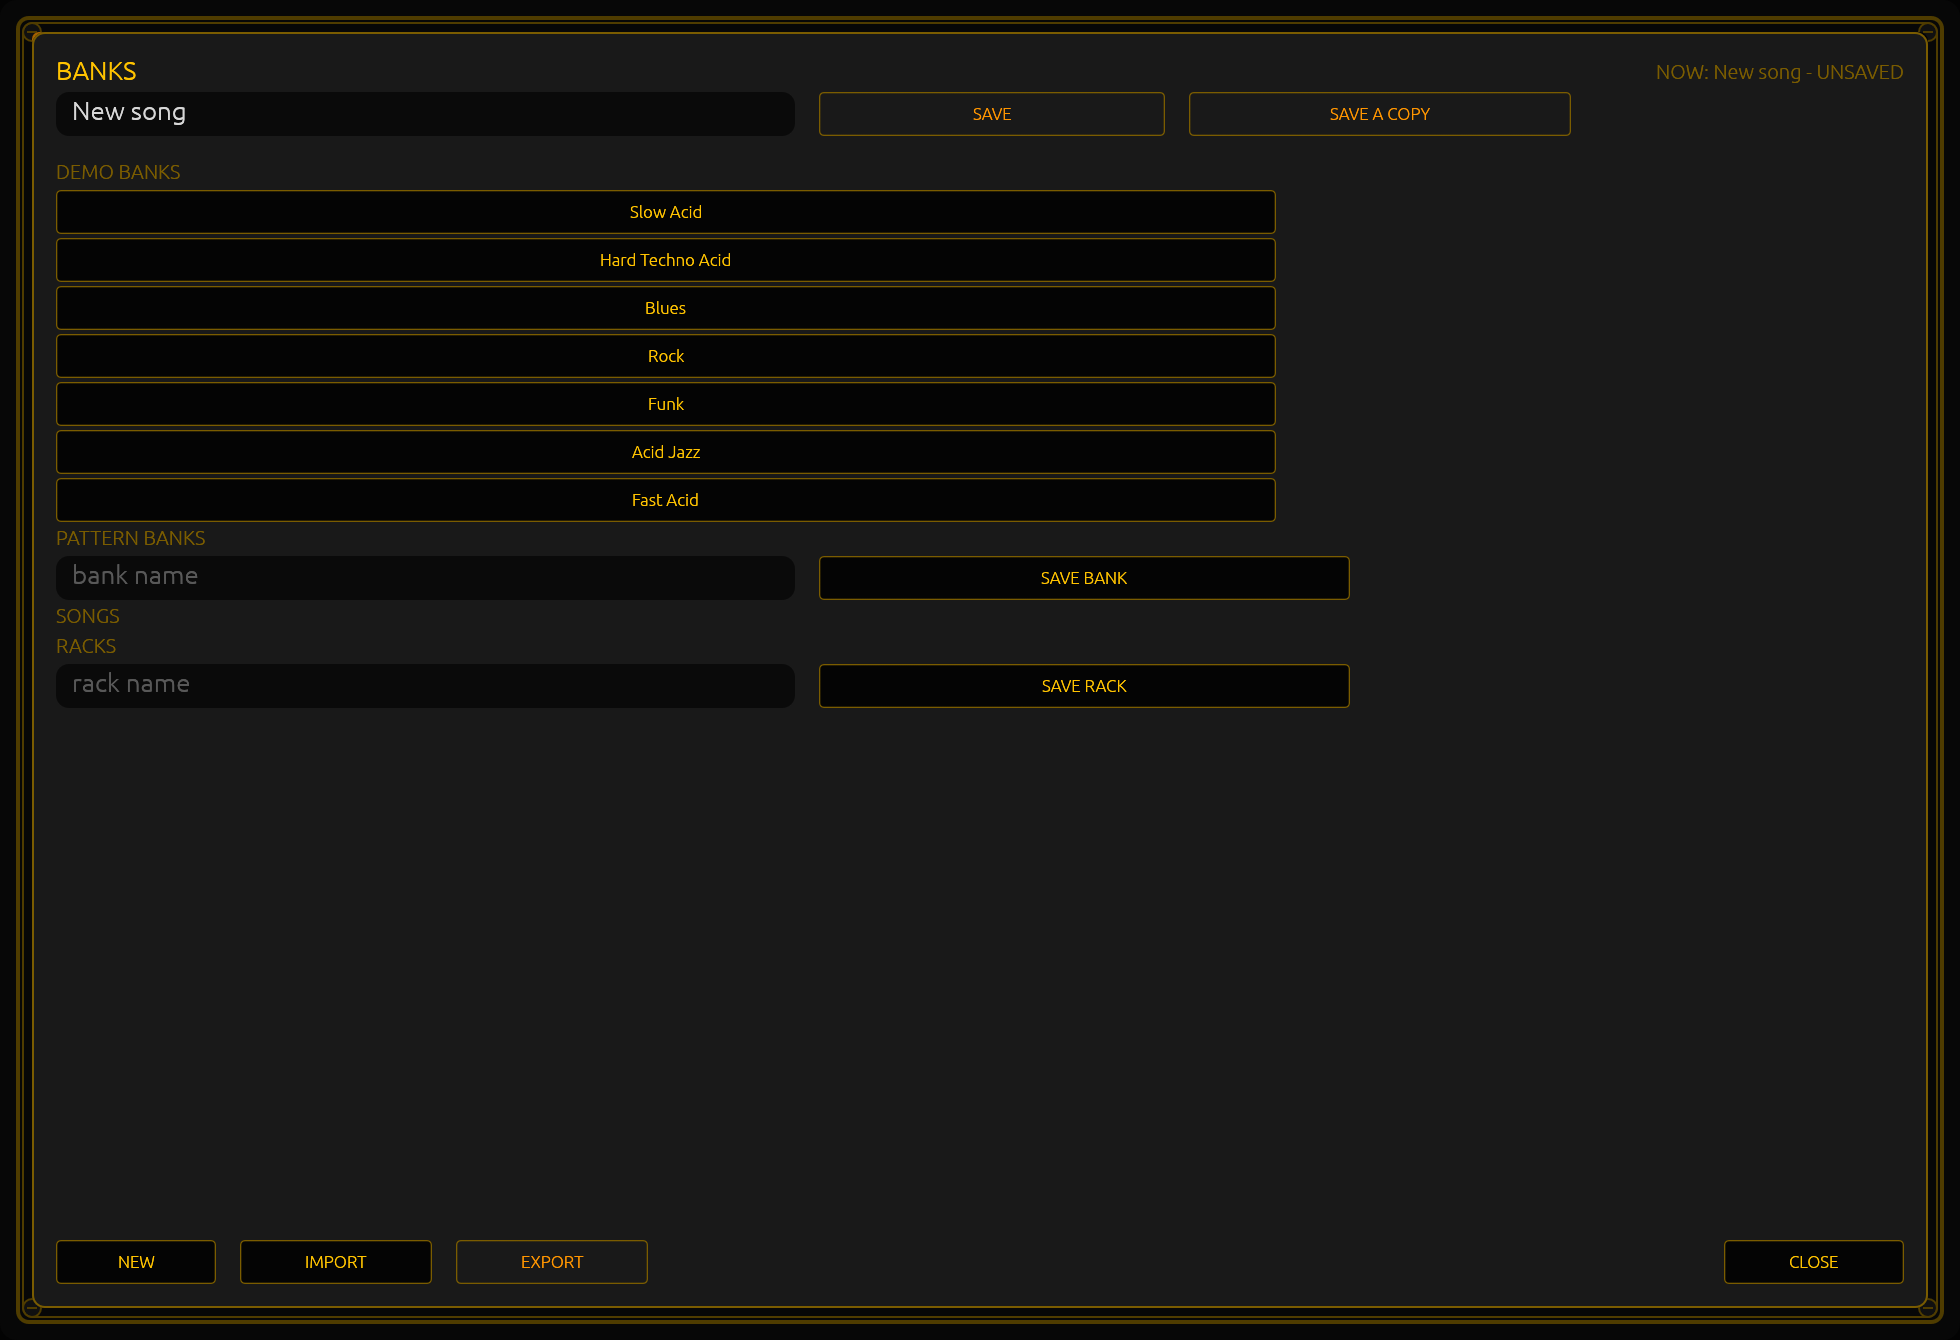 BANKS
NOW: New song - UNSAVED
New song
SAVE
SAVE A COPY
DEMO BANKS
Slow Acid
Hard Techno Acid
Blues
Rock
Funk
Acid Jazz
Fast Acid
PATTERN BANKS
bank name
SAVE BANK
SONGS
RACKS
rack name
SAVE RACK
NEW
IMPORT
EXPORT
CLOSE